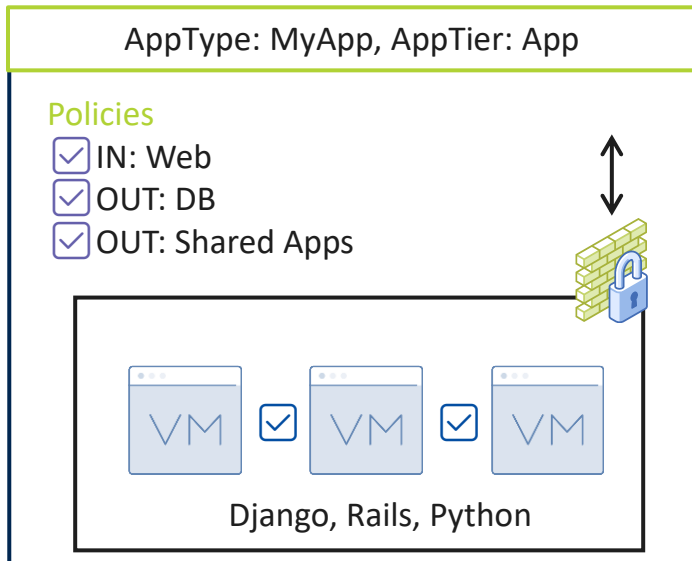 AppType: MyApp, AppTier: App
Policies
IN: Web
OUT: DB
OUT: Shared Apps
VM VM VM
Django, Rails, Python